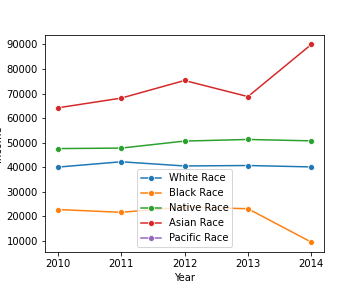 90000
80000
70000
60000
50000
40000
30000
20000
10000
White Race
Black Race
Native Race
Asian Race
Pacific Race
2010 2011 2012 2013 2014
Year